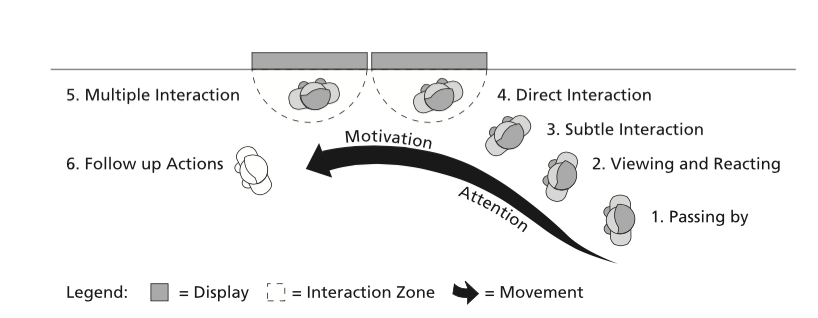 5. Multiple Interaction
4. Direct Interaction
3. Subtle Interaction
Motivation
6. Follow up Actions
2. Viewing and Reacting
Attention
1. Passing by
Legend: = Display = Interaction Zone = Movement